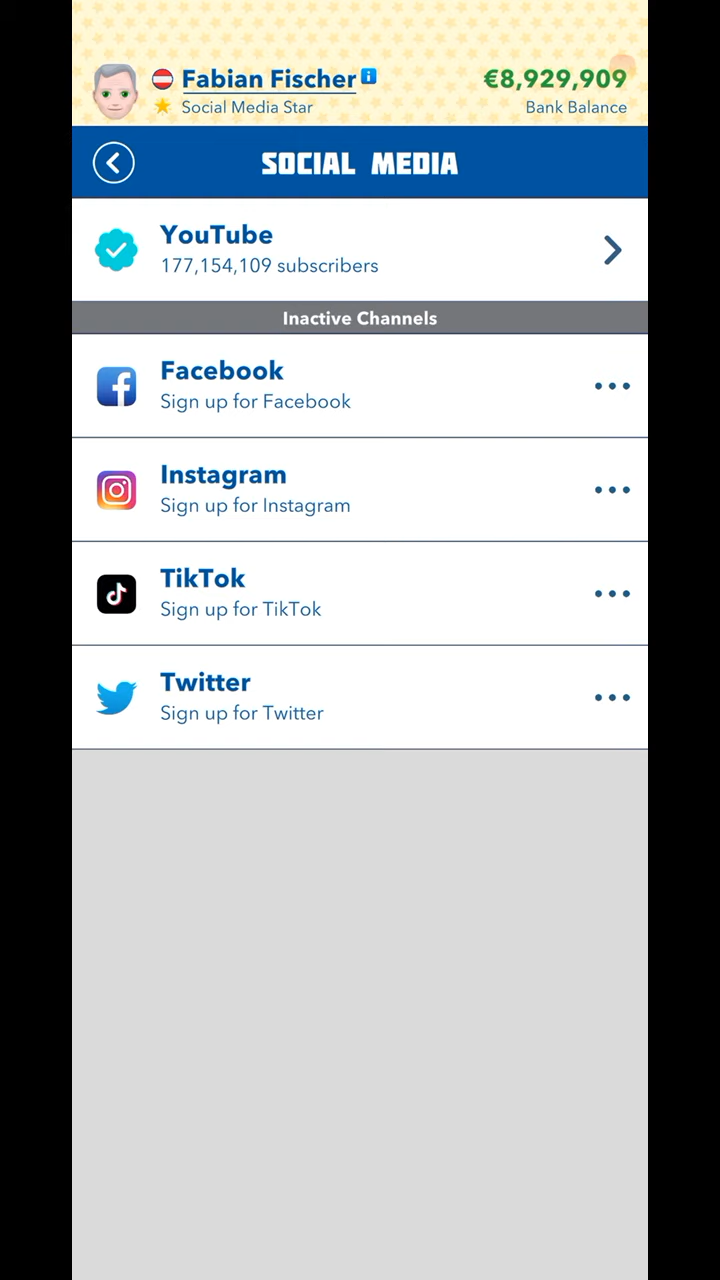 Fabian Fischer
€8,929,909
Social Media Star
Bank Balance
SOCIAL MEDIA
YouTube
177,154,109 subscribers
Inactive Channels
Facebook
Sign up for Facebook
Instagram
Sign up for Instagram
TikTok
Sign up for TikTok
Twitter
Sign up for Twitter